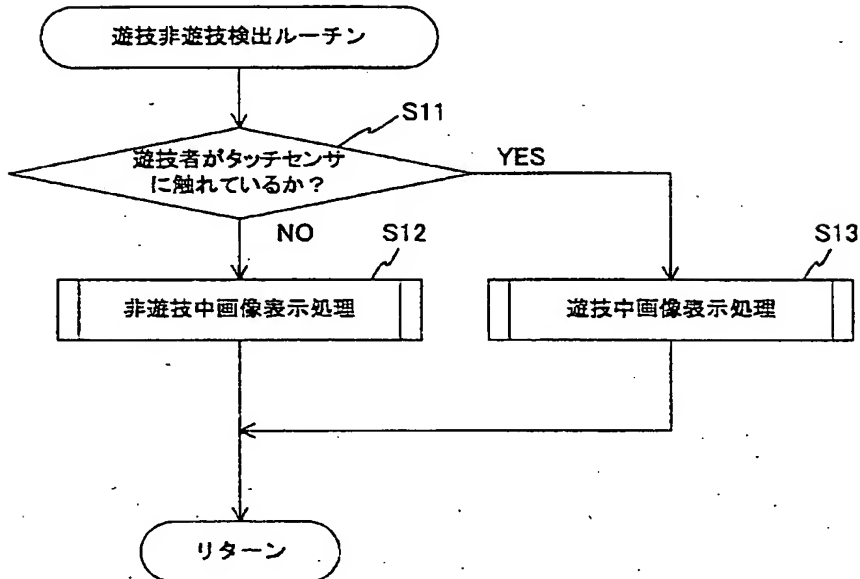 遊技非遊技検出ルーチン
S11
遊技者がタッチセンサ
に触れているか？
YES
NO
S12
S13
非遊技中画像表示処理
遊技中画像表示処理
リターン